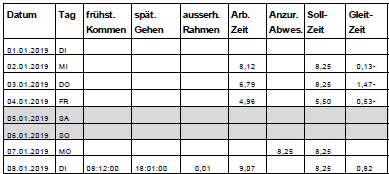 Datum Tag frühst. spät. ausserh. Arb. Anzur. Soll- Gleit-
Kommen Gehen Rahmen Zeit Abwes. Zeit Zeit
01.01.2019 DI
02.01.2019 MI 8,12 8,25 0,13-
03.01.2019 DO 6,79 8,25 1,47-
04.01.2019 FR 4,96 5,50 0,53-
05.01.2019 SA
06.01.2019 SO
07.01.2019 MO 8,25 8,25
08.01.2019 DI 08:12:00 18:01:00 0,01 9,07 8,25 0,82